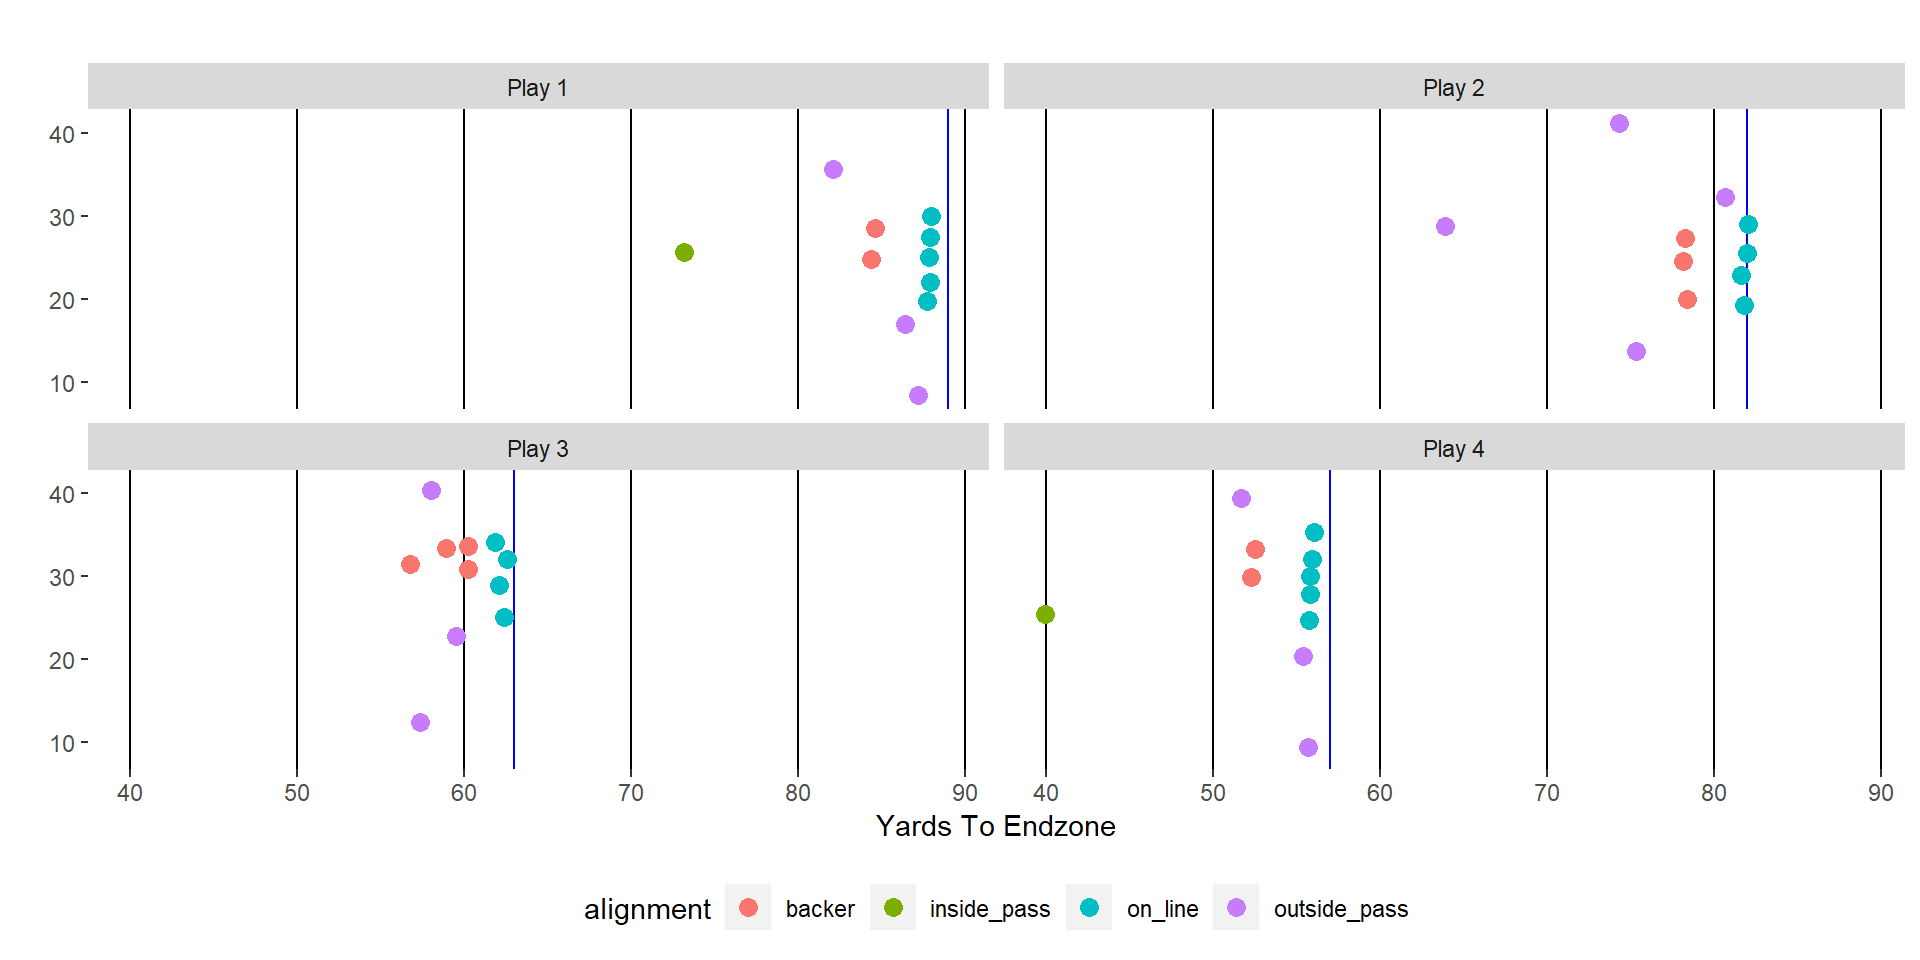 Play 1
Play 2
40
30
20
10
Play 3
Play 4
40
30
20
10
40 50 60 70 80 90 40 50 60 70 80 90
Yards To Endzone
alignment backer inside_pass on_line outside_pass